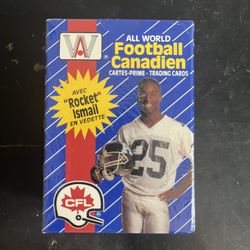 AW
®
ALL WORLD
Football
Canadien
CARTES-PRIME - TRADING CARDS
AVEC
"Rocket"
Ismail
EN VEDETTE
25
CFL